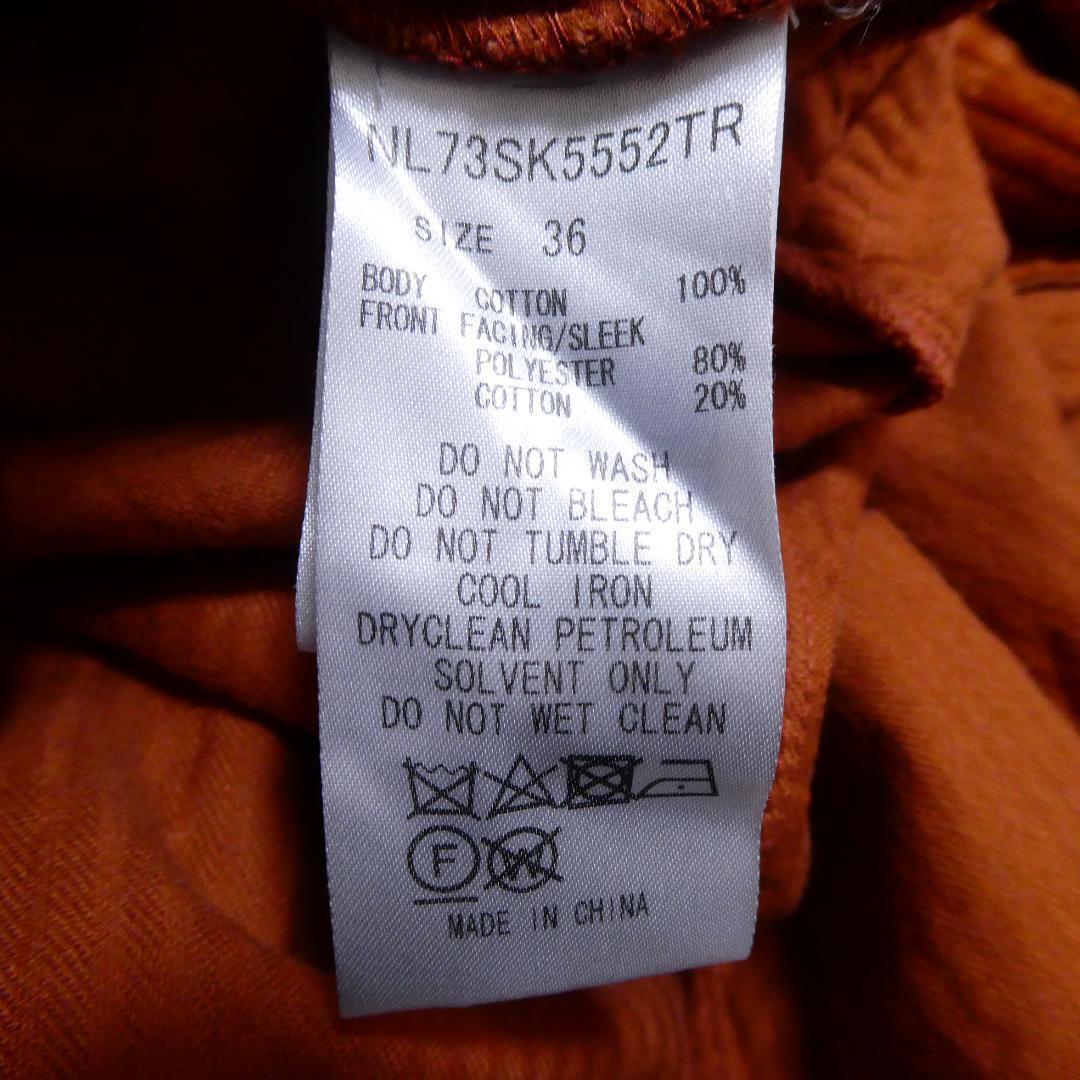 NL73SK5552TR
SIZE 36
BODY COTTON 100%
FRONT FACING/SLEEK
POLYESTER 80%
COTTON 20%
DO NOT WASH
DO NOT BLEACH
DO NOT TUMBLE DRY
COOL IRON
DRYCLEAN PETROLEUM
SOLVENT ONLY
DO NOT WET CLEAN
F W
MADE IN CHINA